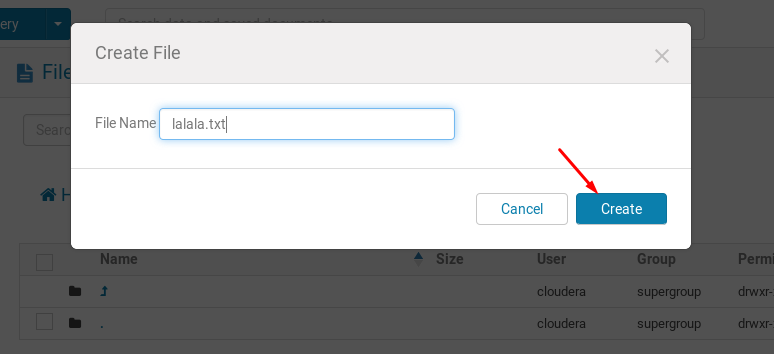 ery
Search data and saved documents...
File
Create File
File Name
lalala.txt
Searc
H
Cancel
Create
Name Size User Group Permi
cloudera supergroup drwxr-
. cloudera supergroup drwxr-